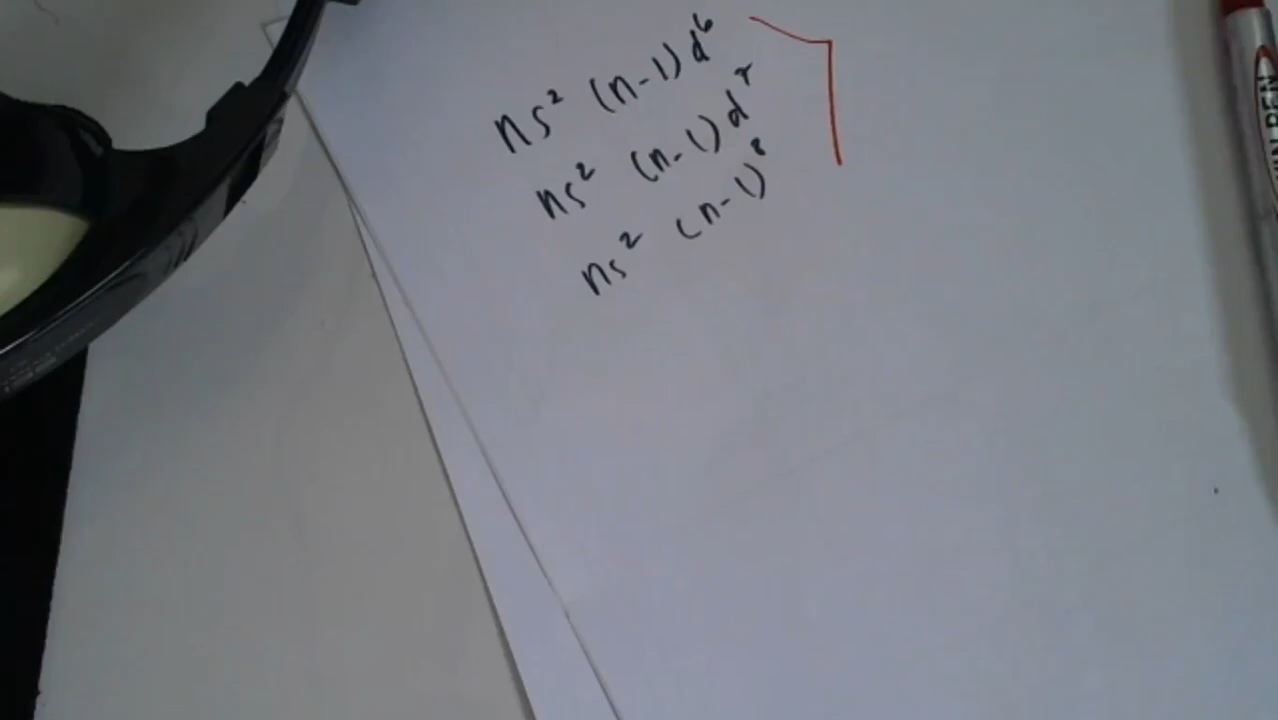 ns² (n-1)d⁶
ns² (n-1)d⁷
ns² (n-1)⁸